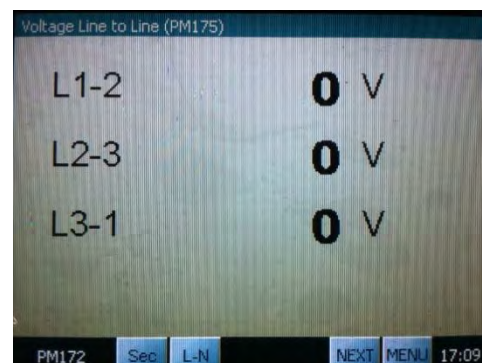 Voltage Line to Line (PM175)
L1-2 0 V
L2-3 0 V
L3-1 0 V
PM172 Sec L-N NEXT MENU 17:09